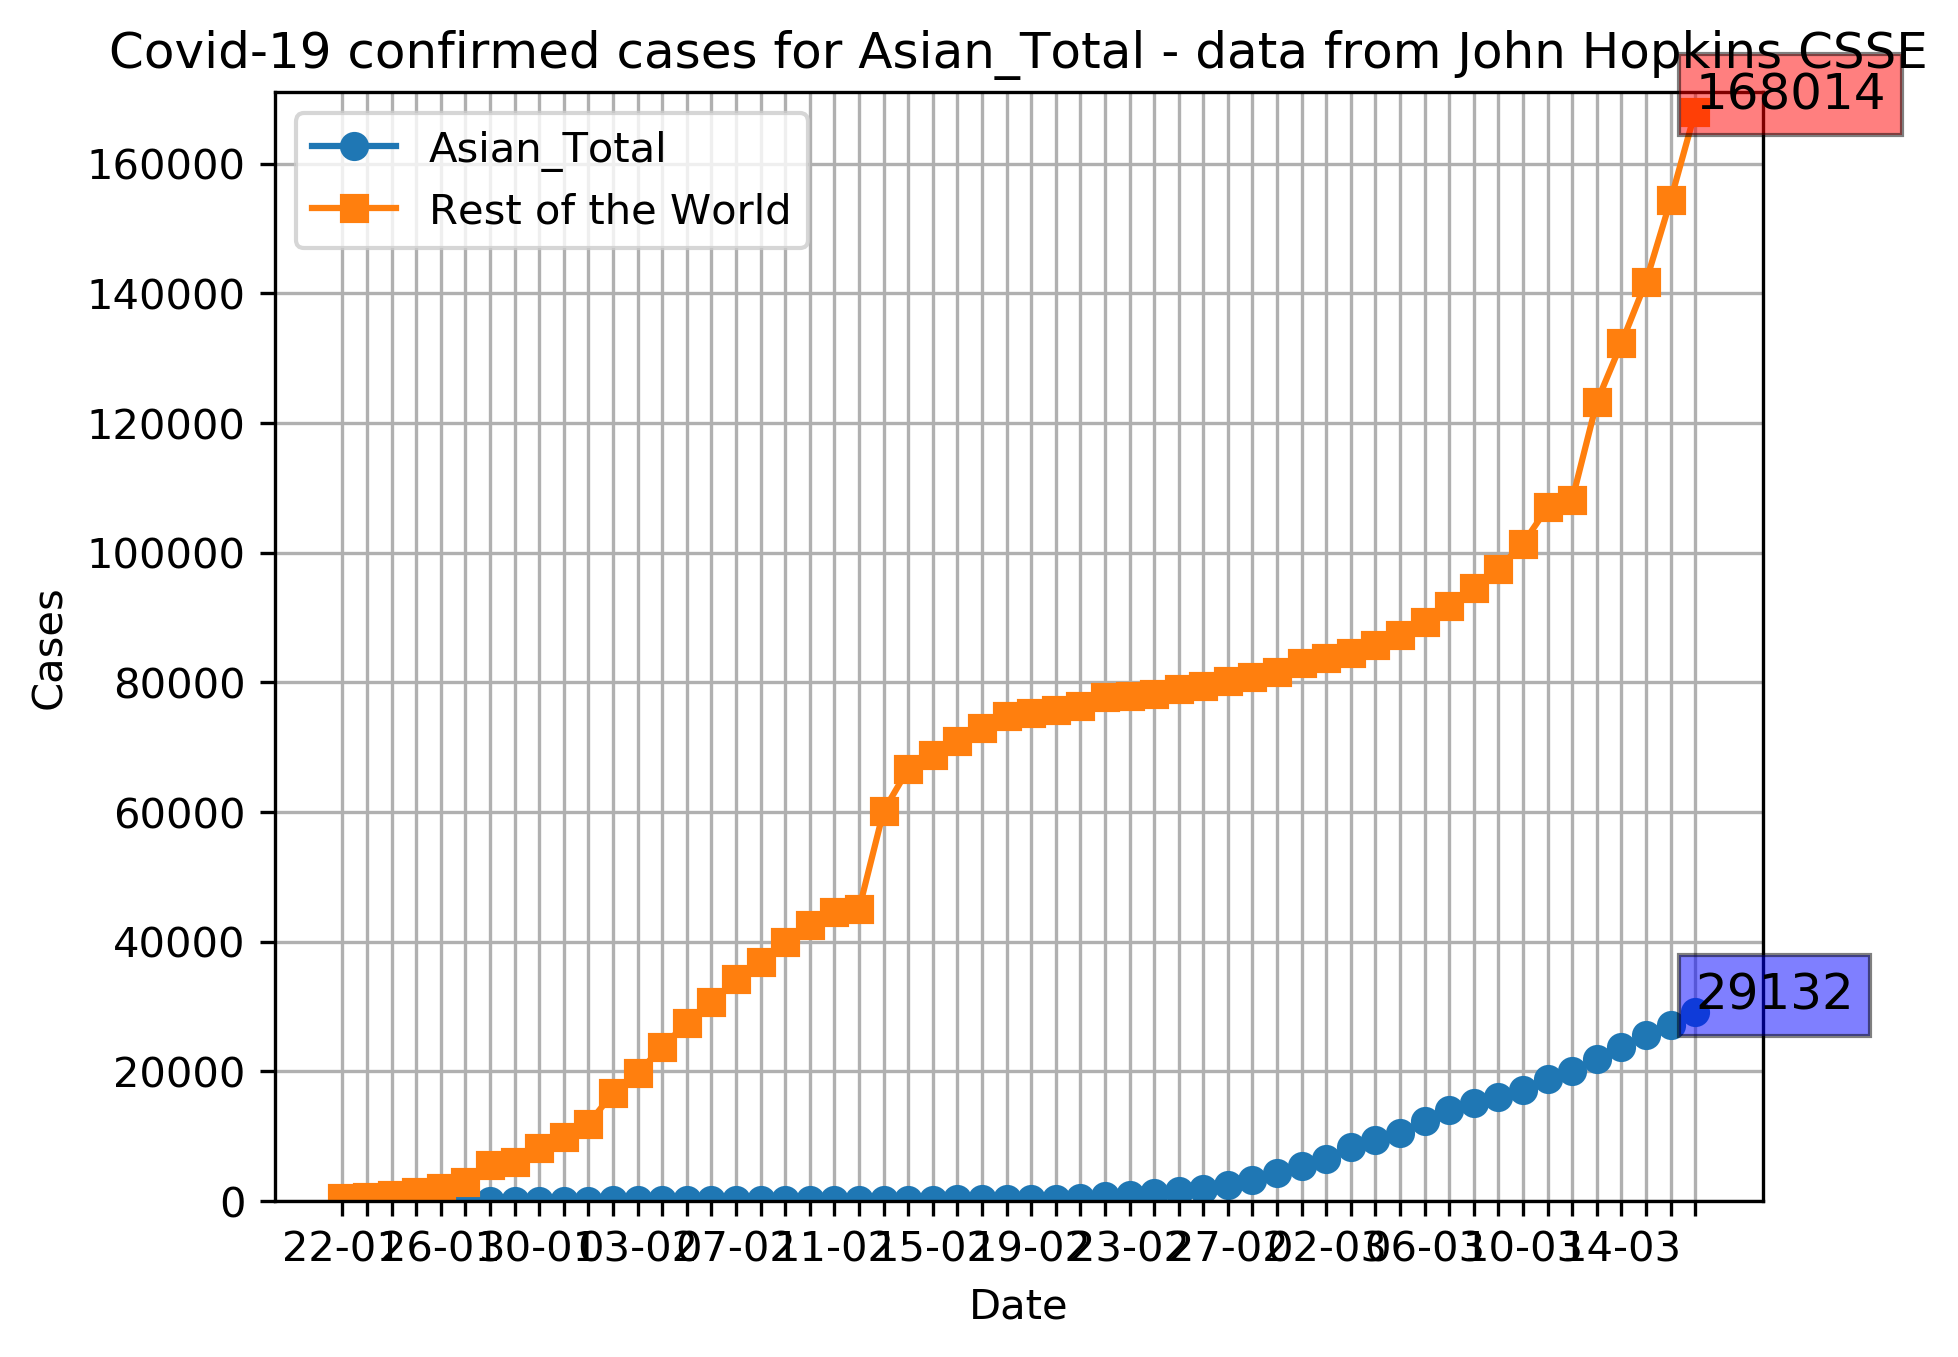 Covid-19 confirmed cases for Asian_Total - data from John Hopkins CSSE
168014
Asian_Total
Rest of the World
160000
140000
120000
100000
80000
60000
40000
20000
0
29132
Cases
22-01 26-01 30-01 03-02 07-02 11-02 15-02 19-02 23-02 27-02 02-03 06-03 10-03 14-03
Date